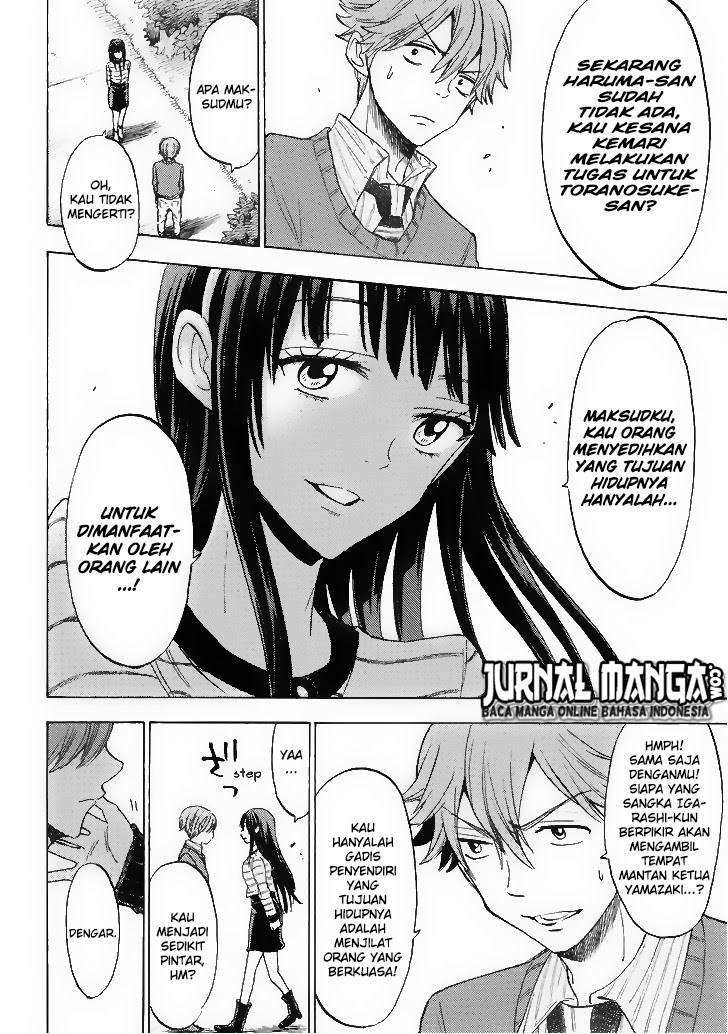 SEKARANG
HARUMA-SAN
SUDAH
TIDAK ADA,
KAU KESANA
KEMARI
MELAKUKAN
TUGAS UNTUK
TORANOSUKE-
SAN?
APA MAK-
SUDMU?
OH,
KAU TIDAK
MENGERTI?
MAKSUDKU,
KAU ORANG
MENYEDIHKAN
YANG TUJUAN
HIDUPNYA
HANYALAH...
UNTUK
DIMANFAAT-
KAN OLEH
ORANG LAIN
...!
JURNAL MANGA.COM
BACA MANGA ONLINE BAHASA INDONESIA
HMPH!
SAMA SAJA
DENGANMU!
SIAPA YANG
SANGKA IGA-
RASHI-KUN
BERPIKIR AKAN
MENGAMBIL
TEMPAT
MANTAN KETUA
YAMAZAKI...?
KAU
HANYALAH
GADIS
PENYENDIRI
YANG
TUJUAN
HIDUPNYA
ADALAH
MENJILAT
ORANG YANG
BERKUASA!
YAA
...
ざっ
step
KAU
MENJADI
SEDIKIT
PINTAR,
HM?
DENGAR.